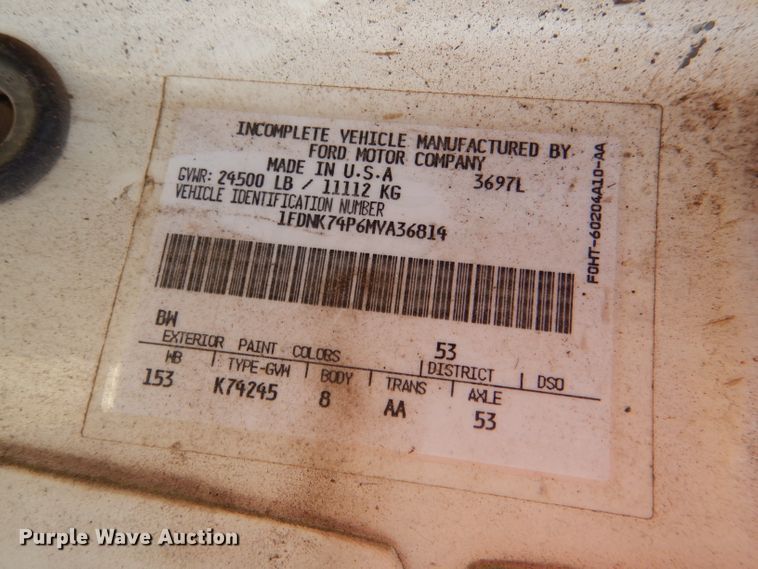 INCOMPLETE VEHICLE MANUFACTURED BY
FORD MOTOR COMPANY
MADE IN U.S.A 3697L
GVWR: 24500 LB / 11112 KG
VEHICLE IDENTIFICATION NUMBER
1FDNK74P6MVA36814
F0HT-60204A10-AA
BW 53
EXTERIOR PAINT COLORS DISTRICT DSO
WB TYPE-GVW BODY TRANS AXLE
153 K74245 8 AA 53
Purple Wave Auction